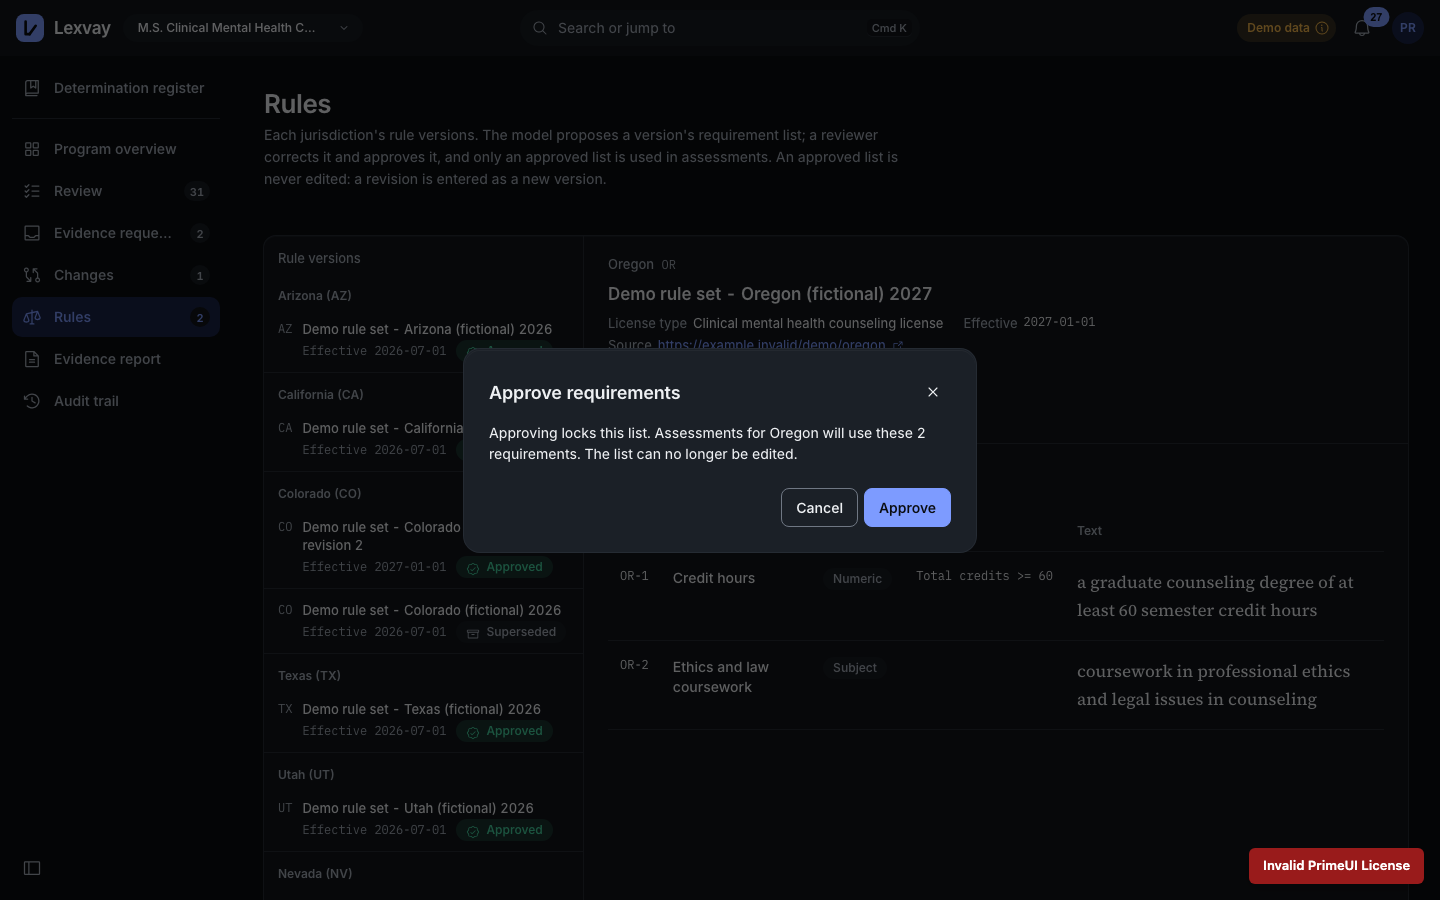 Lexvay
M.S. Clinical Mental Health C...
Search or jump to
Cmd K
Demo data
27
PR
Determination register
Program overview
Review
31
Evidence reque...
2
Changes
1
Rules
2
Evidence report
Audit trail
Rules
Each jurisdiction's rule versions. The model proposes a version's requirement list; a reviewer
corrects it and approves it, and only an approved list is used in assessments. An approved list is
never edited: a revision is entered as a new version.
Rule versions
Arizona (AZ)
AZ Demo rule set - Arizona (fictional) 2026
Effective 2026-07-01
California (CA)
CA Demo rule set - California
Effective 2026-07-01
Colorado (CO)
CO Demo rule set - Colorado
revision 2
Effective 2027-01-01 Approved
CO Demo rule set - Colorado (fictional) 2026
Effective 2026-07-01 Superseded
Texas (TX)
TX Demo rule set - Texas (fictional) 2026
Effective 2026-07-01 Approved
Utah (UT)
UT Demo rule set - Utah (fictional) 2026
Effective 2026-07-01 Approved
Nevada (NV)
Oregon OR
Demo rule set - Oregon (fictional) 2027
License type Clinical mental health counseling license Effective 2027-01-01
Source https://example.invalid/demo/oregon
Approve requirements
Approving locks this list. Assessments for Oregon will use these 2
requirements. The list can no longer be edited.
Cancel
Approve
Text
OR-1 Credit hours Numeric Total credits >= 60 a graduate counseling degree of at
least 60 semester credit hours
OR-2 Ethics and law Subject coursework in professional ethics
coursework and legal issues in counseling
Invalid PrimeUI License